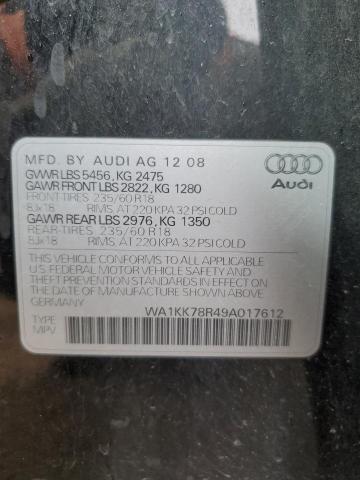 MFD. BY AUDI AG 12 08
GVWR LBS 5456, KG 2475
GAWR FRONT LBS 2822, KG 1280
FRONT-TIRES 235/60 R18
8Jx18 RIMS, AT 220 KPA 32 PSI COLD
GAWR REAR LBS 2976, KG 1350
REAR-TIRES 235/60 R18
8Jx18 RIMS, AT 220 KPA 32 PSI COLD
Audi
THIS VEHICLE CONFORMS TO ALL APPLICABLE
U.S. FEDERAL MOTOR VEHICLE SAFETY
AND THEFT PREVENTION STANDARDS IN EFFECT ON
THE DATE OF MANUFACTURE SHOWN ABOVE.
WA1KK78R49A017612
TYPE
MPV